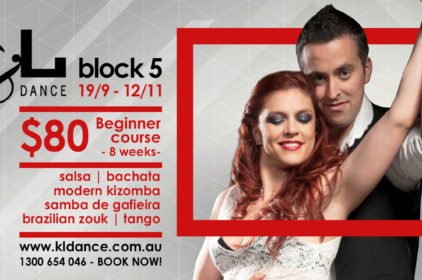 L
DANCE
block 5
19/9 - 12/11
$80
Beginner
course
- 8 weeks-
salsa | bachata
modern kizomba
samba de gafieira
brazilian zouk | tango
www.kldance.com.au
1300 654 046 - BOOK NOW!